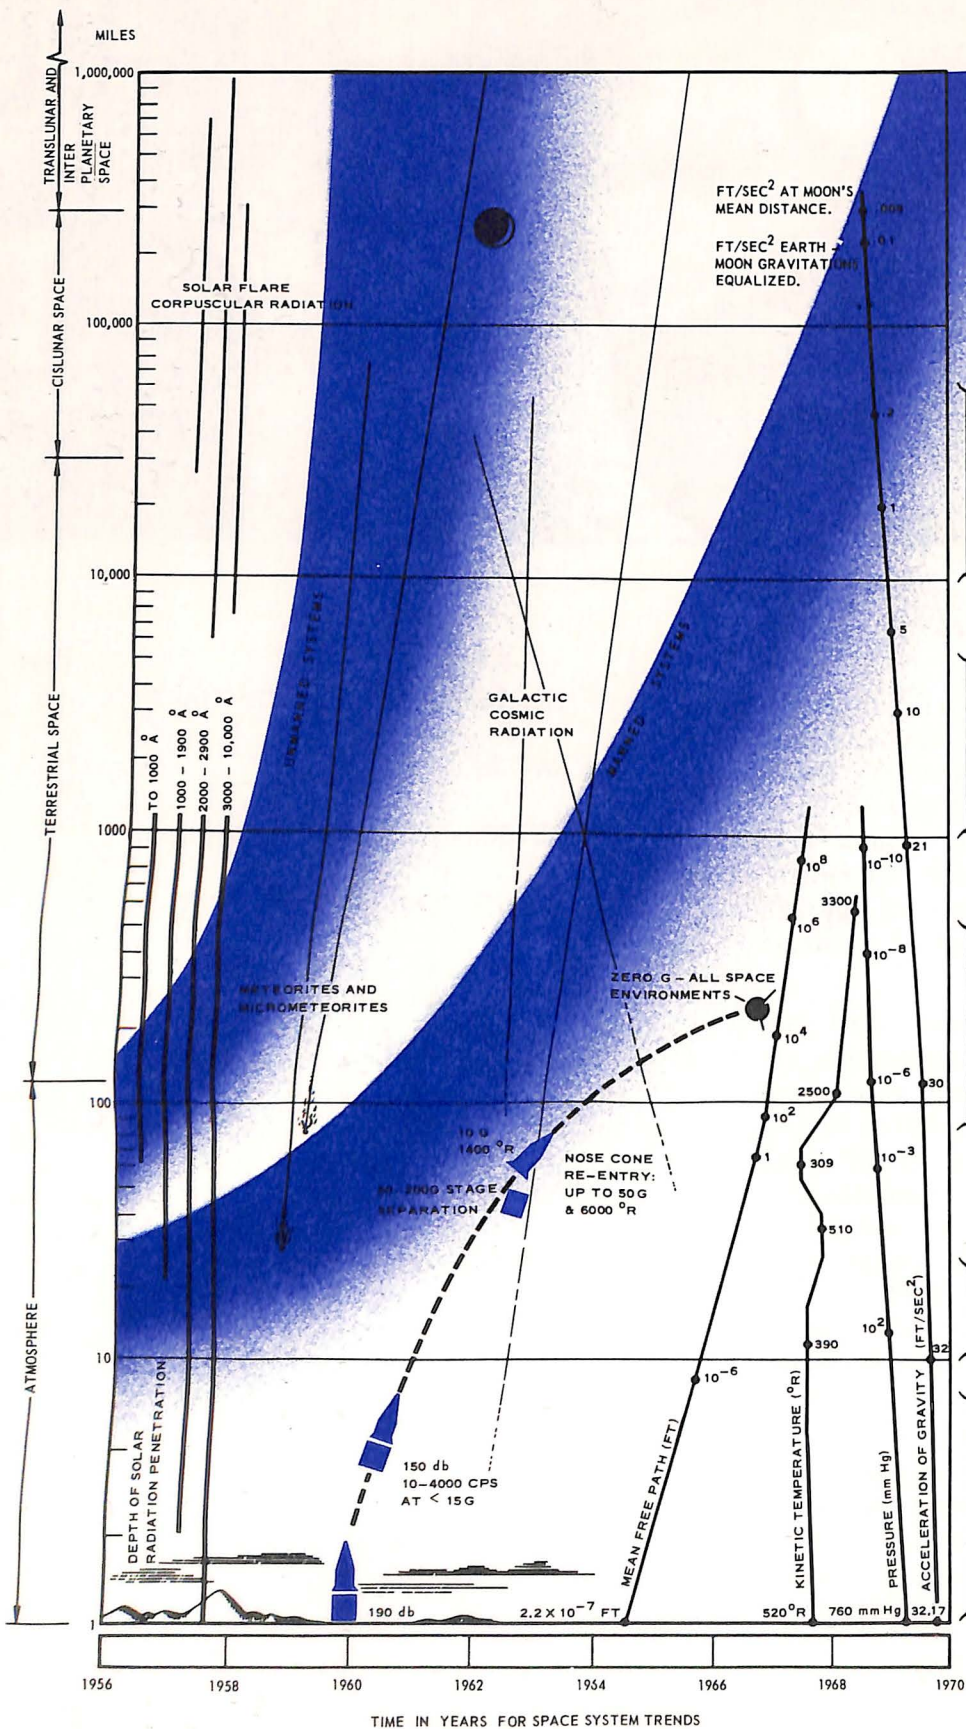 MILES
1,000,000
100,000
10,000
1000
100
10
1
TRANSLUNAR AND
INTER
PLANETARY
SPACE
CISLUNAR SPACE
TERRESTRIAL SPACE
ATMOSPHERE
SOLAR FLARE
CORPUSCULAR RADIATION
FT/SEC² AT MOON'S
MEAN DISTANCE.
FT/SEC² EARTH –
MOON GRAVITATIONS
EQUALIZED.
.009
.01
.2
1
5
10
21
30
32
32.17
UNMANNED SYSTEMS
MANNED SYSTEMS
TO 1000 Å
1000 – 1900 Å
2000 – 2900 Å
3000 – 10,000 Å
GALACTIC
COSMIC
RADIATION
METEORITES AND
MICROMETEORITES
ZERO G – ALL SPACE
ENVIRONMENTS
10 G
1400 °R
SEPARATION
STAGE
NOSE CONE
RE-ENTRY:
UP TO 50G
& 6000 °R
150 db
10–4000 CPS
AT < 15G
190 db
DEPTH OF SOLAR
RADIATION PENETRATION
10⁸
10⁶
10⁴
10²
1
10⁻⁶
2.2 X 10⁻⁷ FT
MEAN FREE PATH (FT)
3300
2500
309
510
390
520°R
KINETIC TEMPERATURE (°R)
10⁻¹⁰
10⁻⁸
10⁻⁶
10⁻³
10²
760 mm Hg
PRESSURE (mm Hg)
ACCELERATION OF GRAVITY (FT/SEC²)
1956 1958 1960 1962 1954 1966 1968 1970
TIME IN YEARS FOR SPACE SYSTEM TRENDS